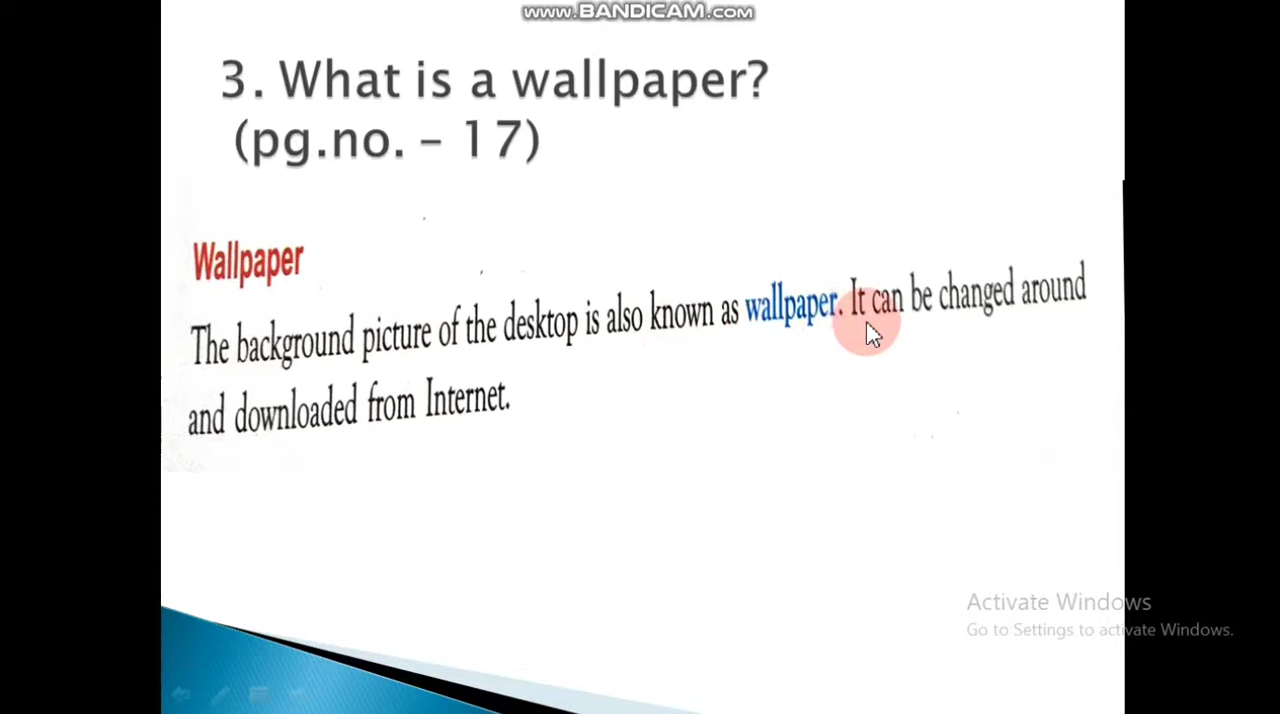 www.BANDICAM.com
3. What is a wallpaper?
(pg.no. – 17)
Wallpaper
The background picture of the desktop is also known as wallpaper. It can be changed around
and downloaded from Internet.
Activate Windows
Go to Settings to activate Windows.